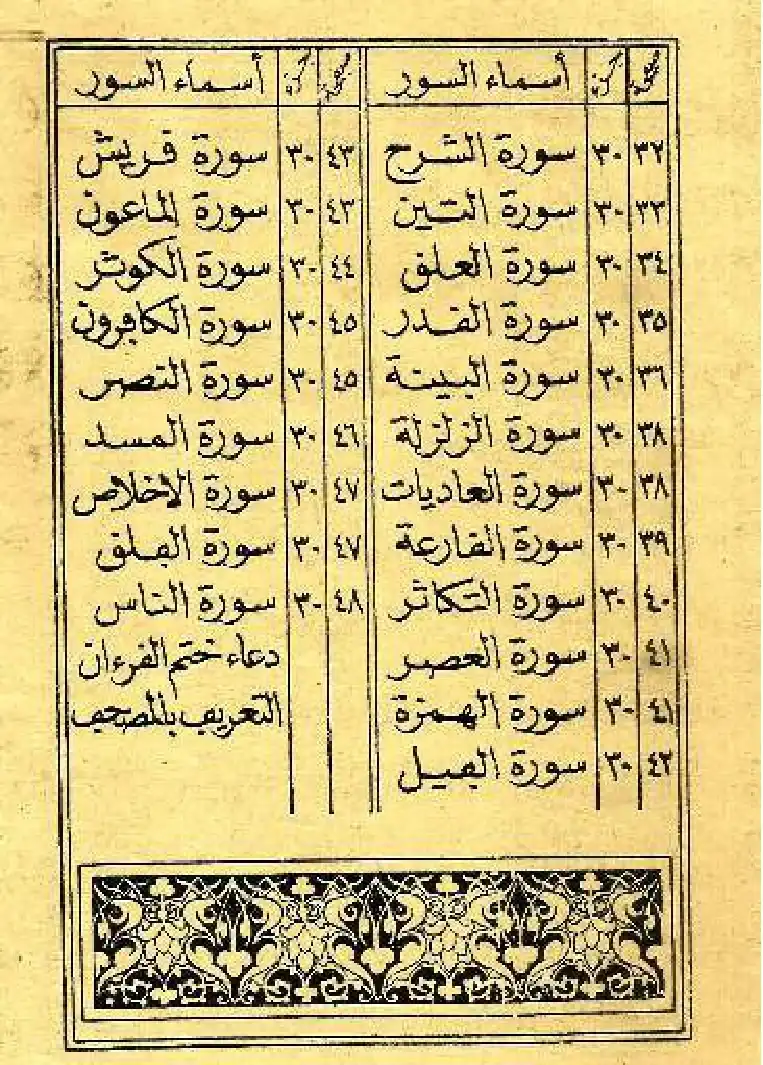 صفحة جزء أسماء السور
٣٢ ٣٠ سورة الشرح
٣٣ ٣٠ سورة التين
٣٤ ٣٠ سورة العلق
٣٥ ٣٠ سورة القدر
٣٦ ٣٠ سورة البينة
٣٨ ٣٠ سورة الزلزلة
٣٨ ٣٠ سورة العاديات
٣٩ ٣٠ سورة القارعة
٤٠ ٣٠ سورة التكاثر
٤١ ٣٠ سورة العصر
٤١ ٣٠ سورة الهمزة
٤٢ ٣٠ سورة الفيل
صفحة جزء أسماء السور
٤٣ ٣٠ سورة قريش
٤٣ ٣٠ سورة الماعون
٤٤ ٣٠ سورة الكوثر
٤٥ ٣٠ سورة الكافرون
٤٥ ٣٠ سورة النصر
٤٦ ٣٠ سورة المسد
٤٧ ٣٠ سورة الاخلاص
٤٧ ٣٠ سورة الفلق
٤٨ ٣٠ سورة الناس
دعاء ختم القرءان
التعريف بالمصحف